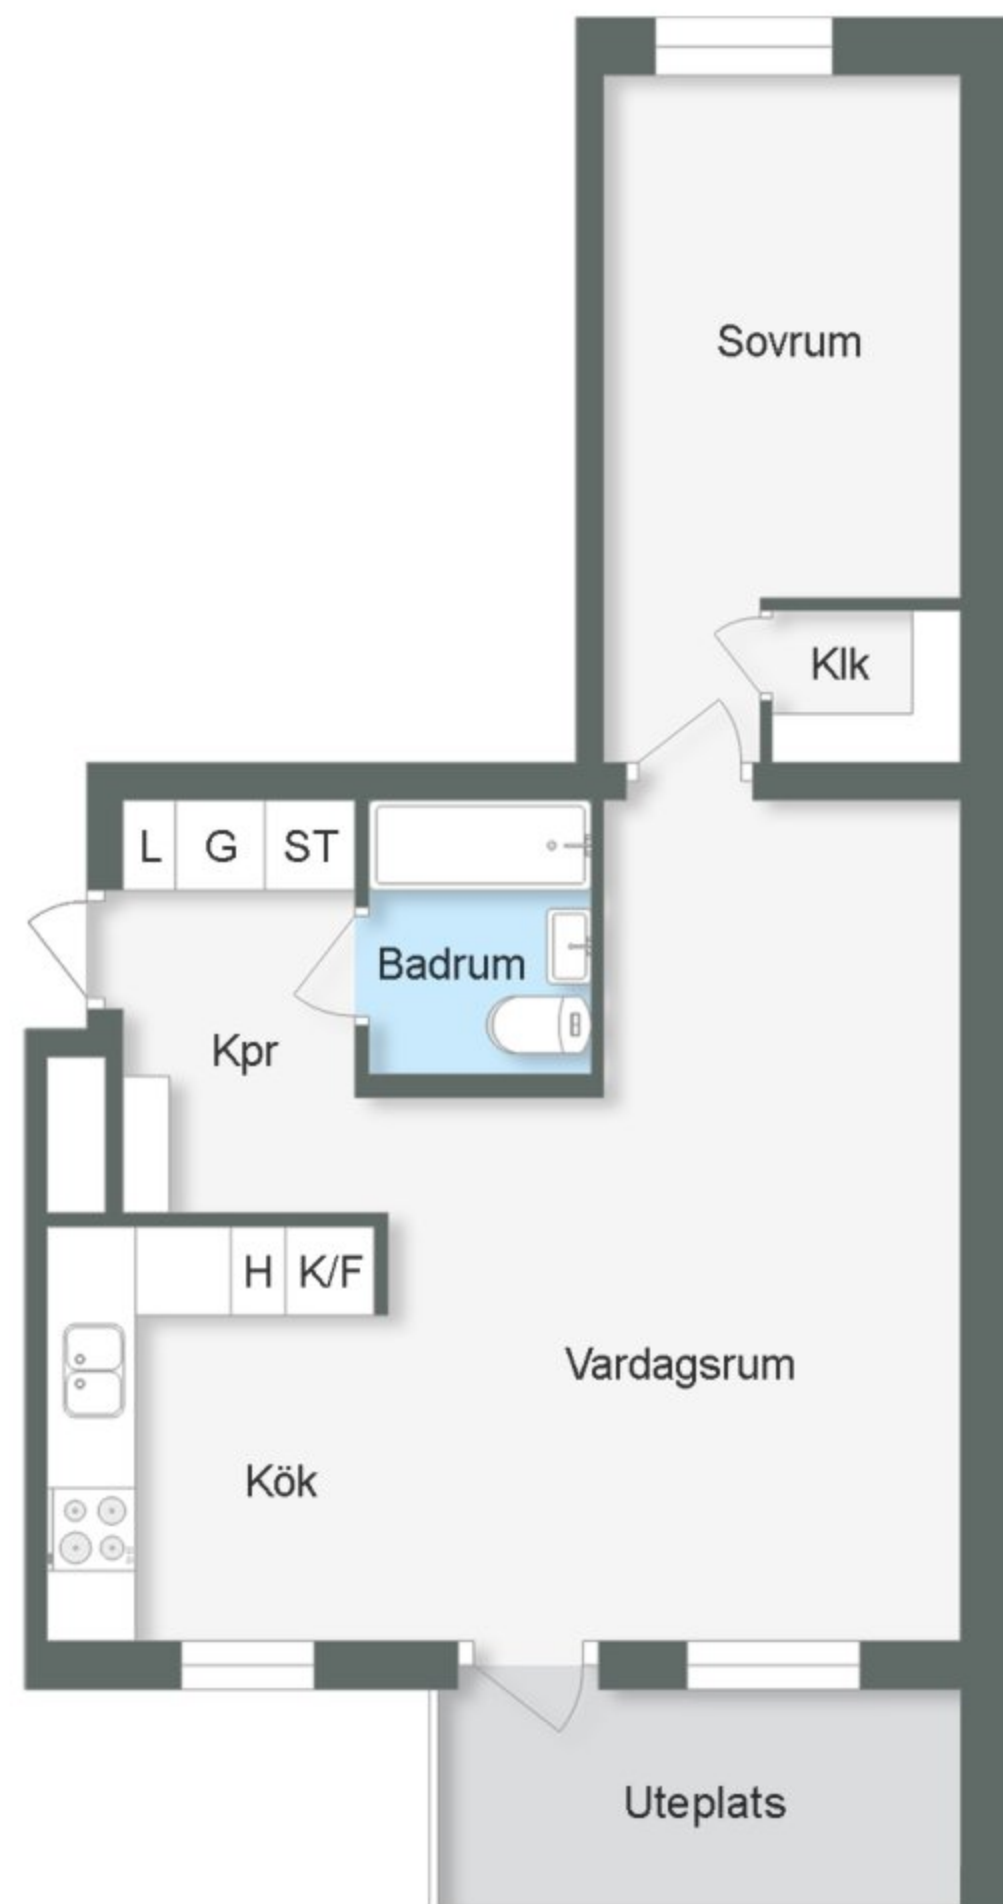 Sovrum
Klk
L G ST
Badrum
Kpr
H K/F
Vardagsrum
Kök
Uteplats